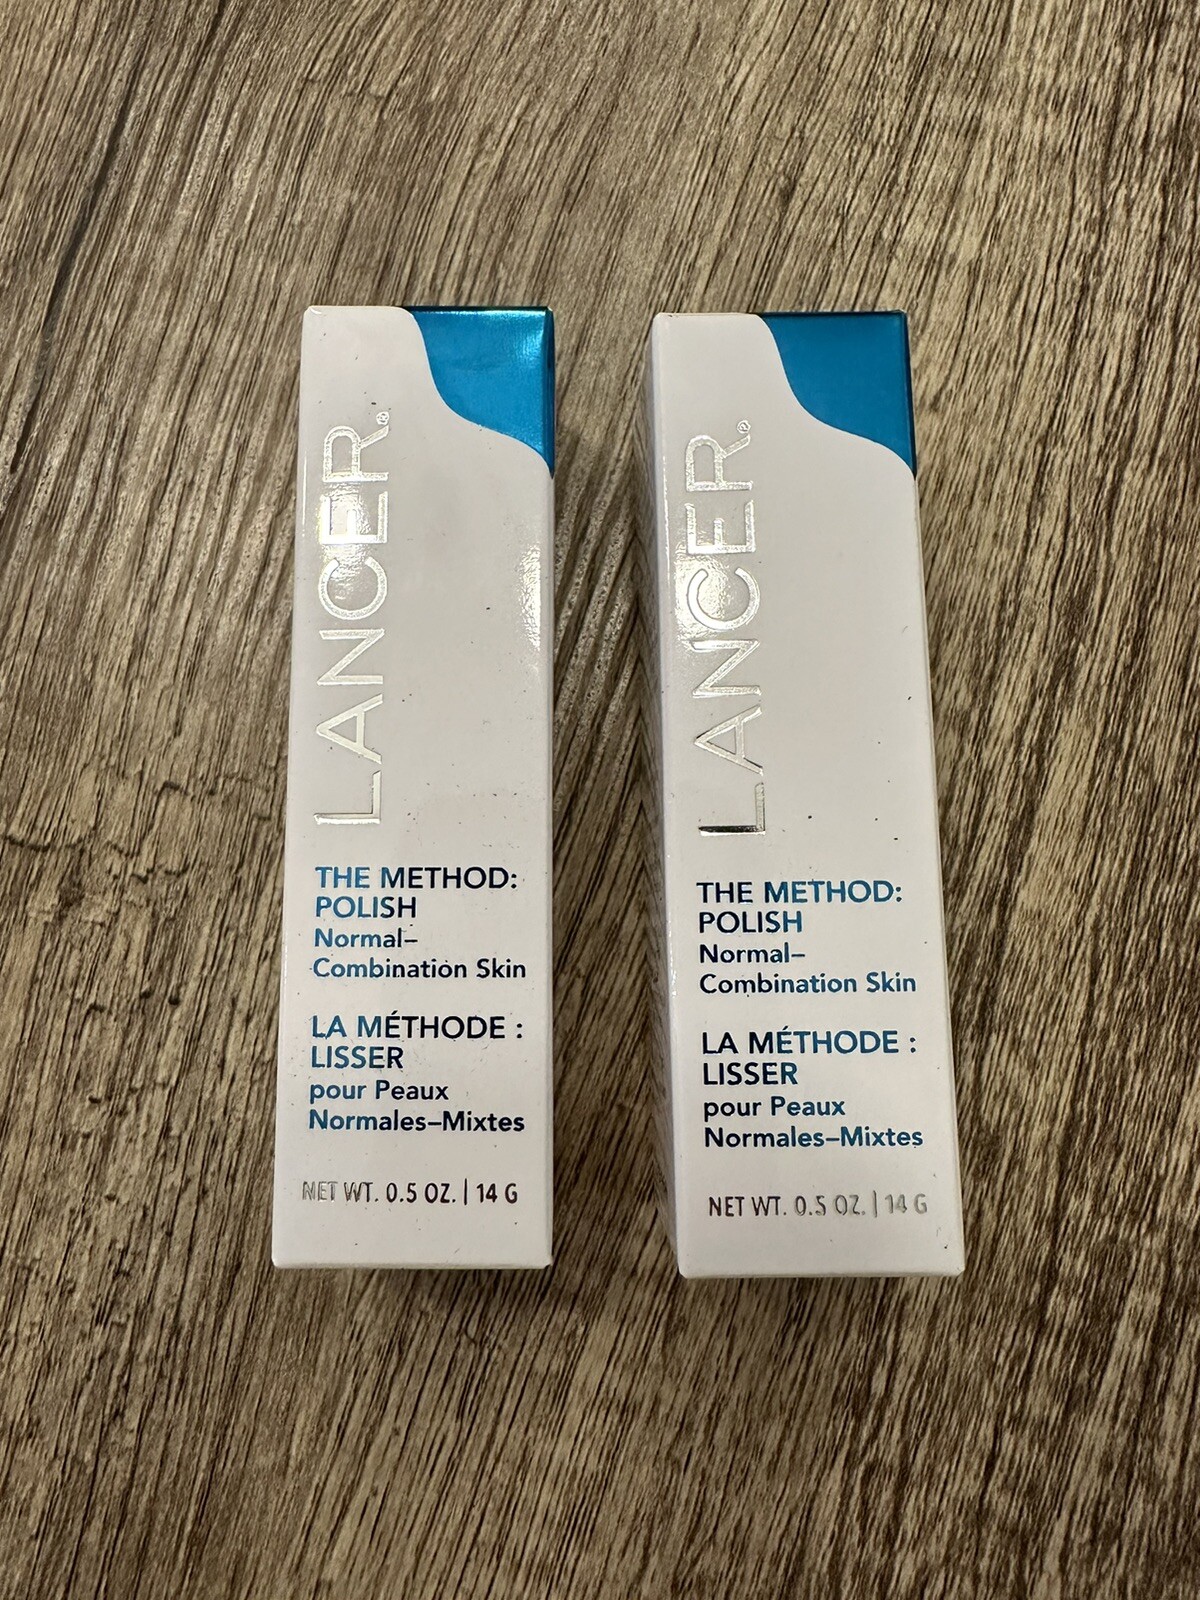 LANCER®
THE METHOD:
POLISH
Normal–
Combination Skin
LA MÉTHODE :
LISSER
pour Peaux
Normales–Mixtes
NET WT. 0.5 OZ. | 14 G
LANCER®
THE METHOD:
POLISH
Normal–
Combination Skin
LA MÉTHODE :
LISSER
pour Peaux
Normales–Mixtes
NET WT. 0.5 OZ. | 14 G